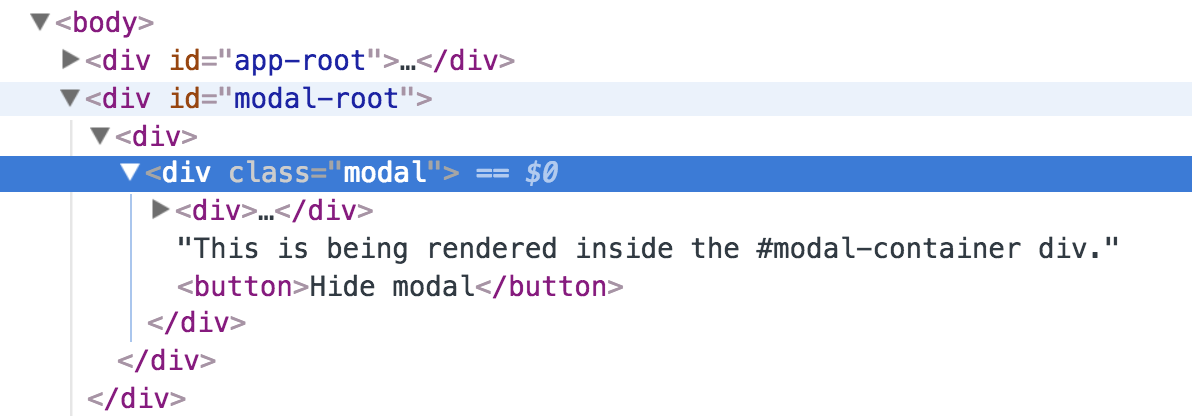 ▼<body>
▶<div id="app-root">…</div>
▼<div id="modal-root">
▼<div>
▼<div class="modal"> == $0
▶<div>…</div>
"This is being rendered inside the #modal-container div."
<button>Hide modal</button>
</div>
</div>
</div>